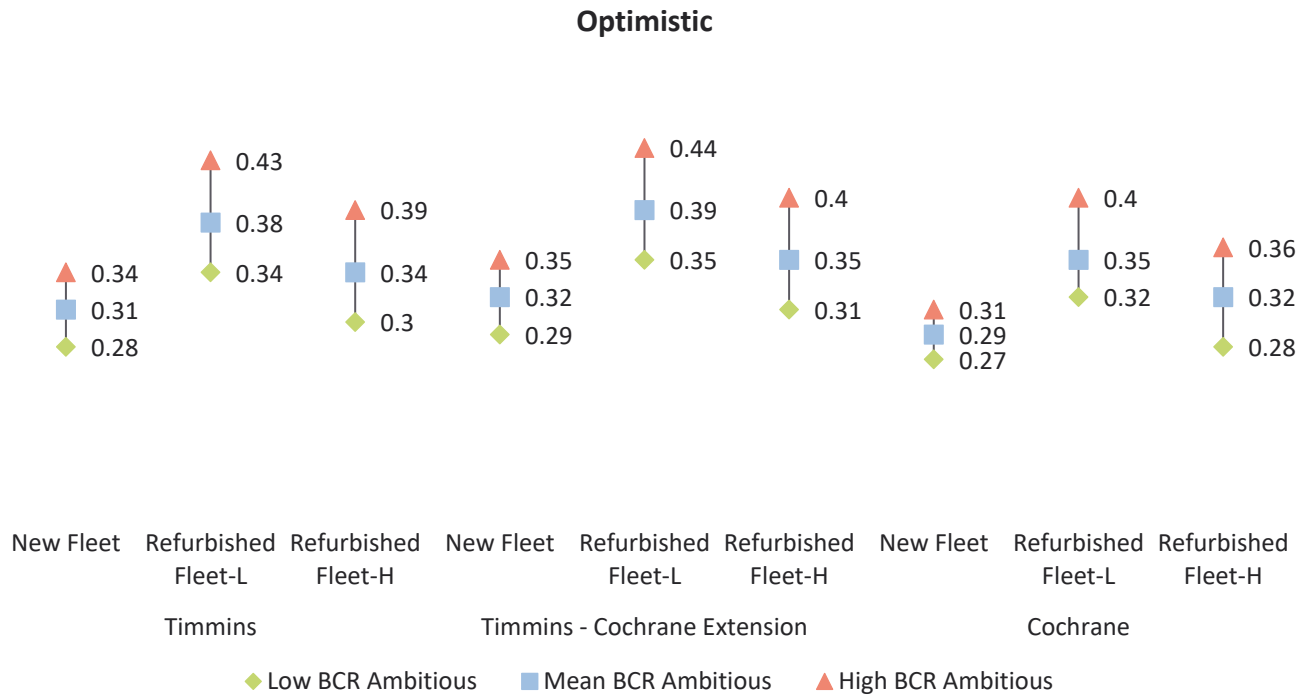 Optimistic
0.34
0.31
0.28
0.43
0.38
0.34
0.39
0.34
0.3
0.35
0.32
0.29
0.44
0.39
0.35
0.4
0.35
0.31
0.31
0.29
0.27
0.4
0.35
0.32
0.36
0.32
0.28
New Fleet
Refurbished
Fleet-L
Refurbished
Fleet-H
New Fleet
Refurbished
Fleet-L
Refurbished
Fleet-H
New Fleet
Refurbished
Fleet-L
Refurbished
Fleet-H
Timmins
Timmins - Cochrane Extension
Cochrane
Low BCR Ambitious
Mean BCR Ambitious
High BCR Ambitious